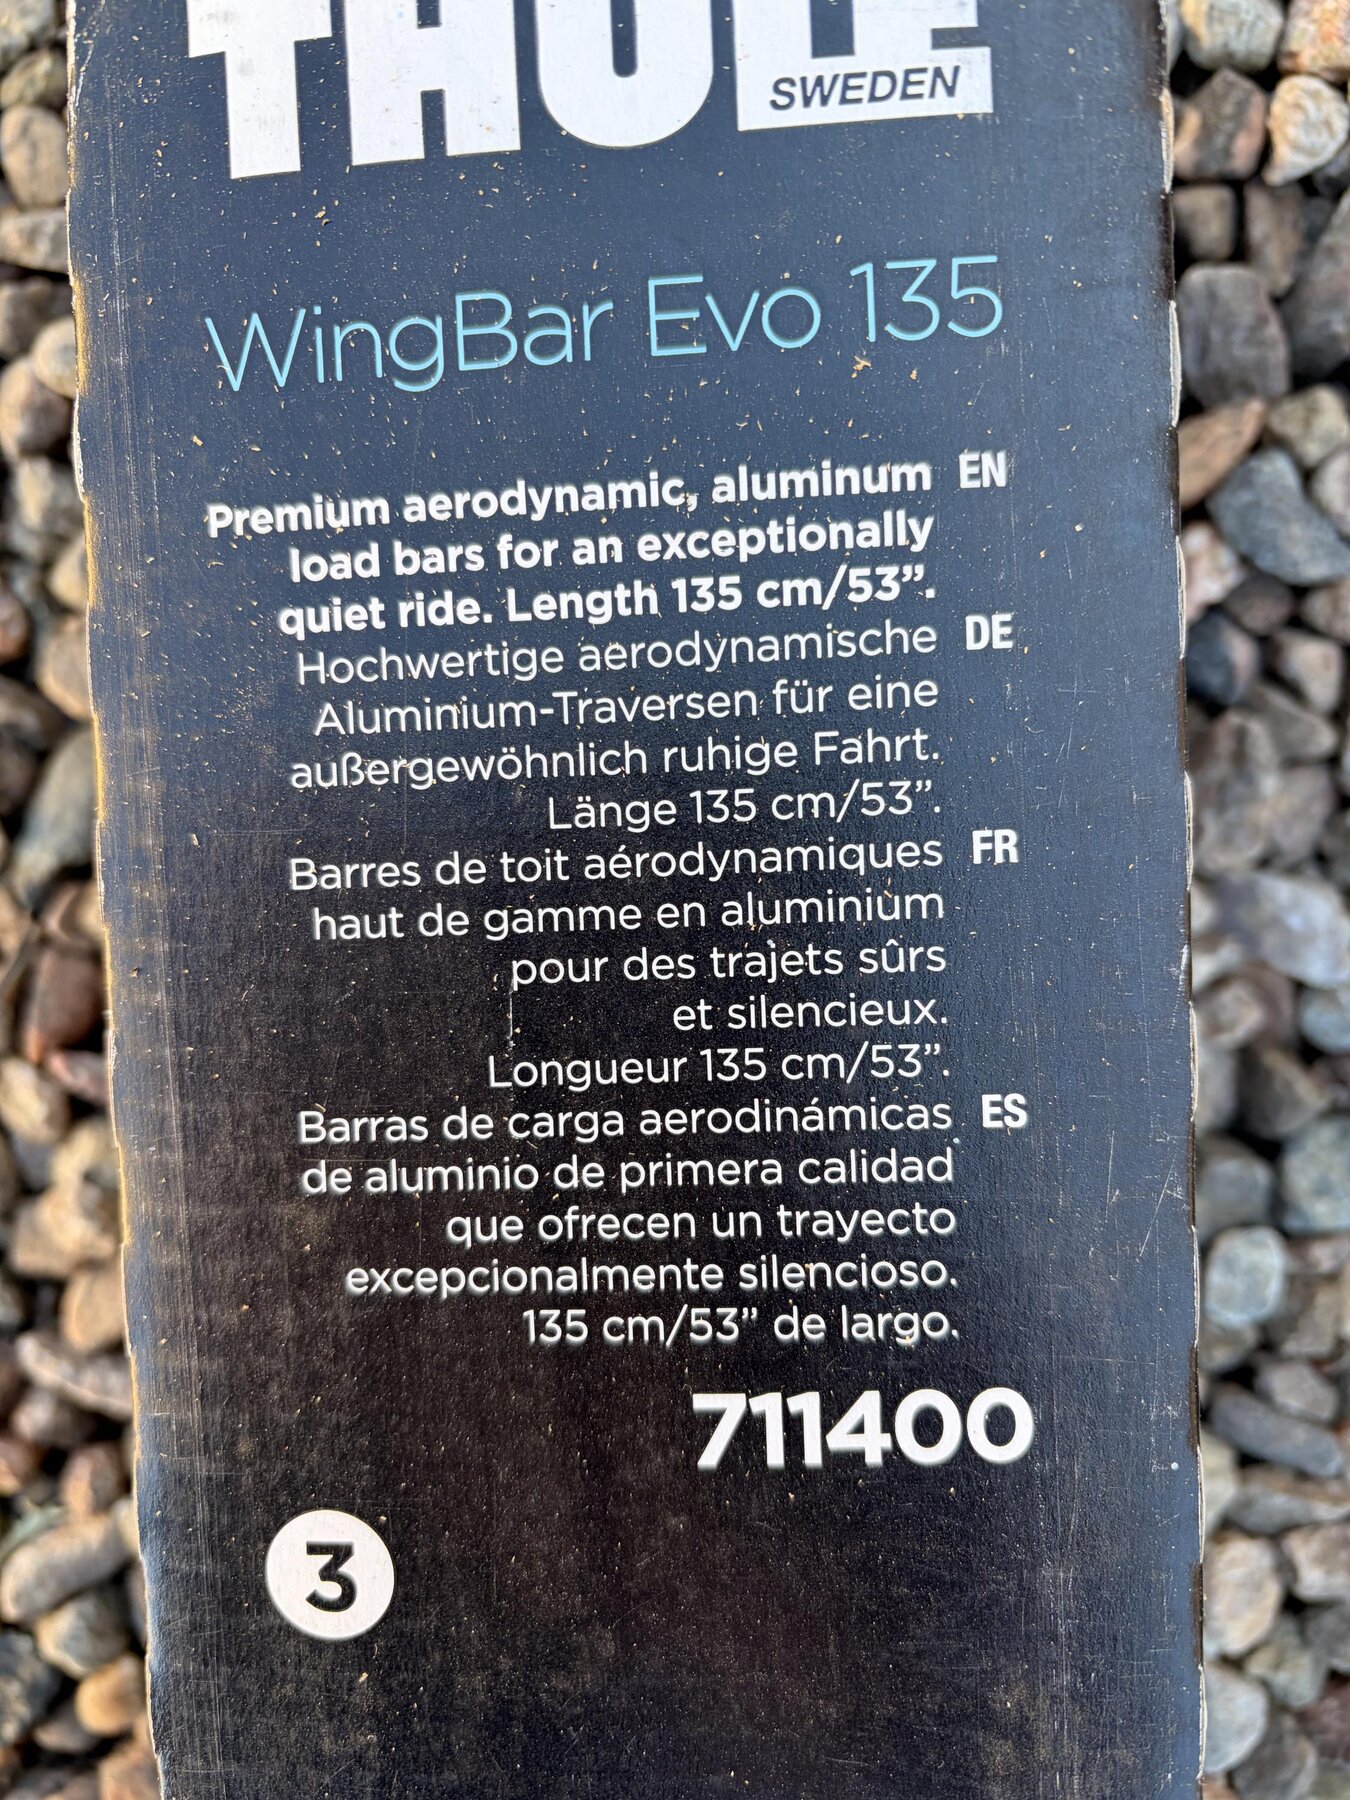 THULE
SWEDEN
WingBar Evo 135
Premium aerodynamic, aluminum EN
load bars for an exceptionally
quiet ride. Length 135 cm/53”.
Hochwertige aerodynamische DE
Aluminium-Traversen für eine
außergewöhnlich ruhige Fahrt.
Länge 135 cm/53”.
Barres de toit aérodynamiques FR
haut de gamme en aluminium
pour des trajets sûrs
et silencieux.
Longueur 135 cm/53”.
Barras de carga aerodinámicas ES
de aluminio de primera calidad
que ofrecen un trayecto
excepcionalmente silencioso.
135 cm/53” de largo.
711400
3